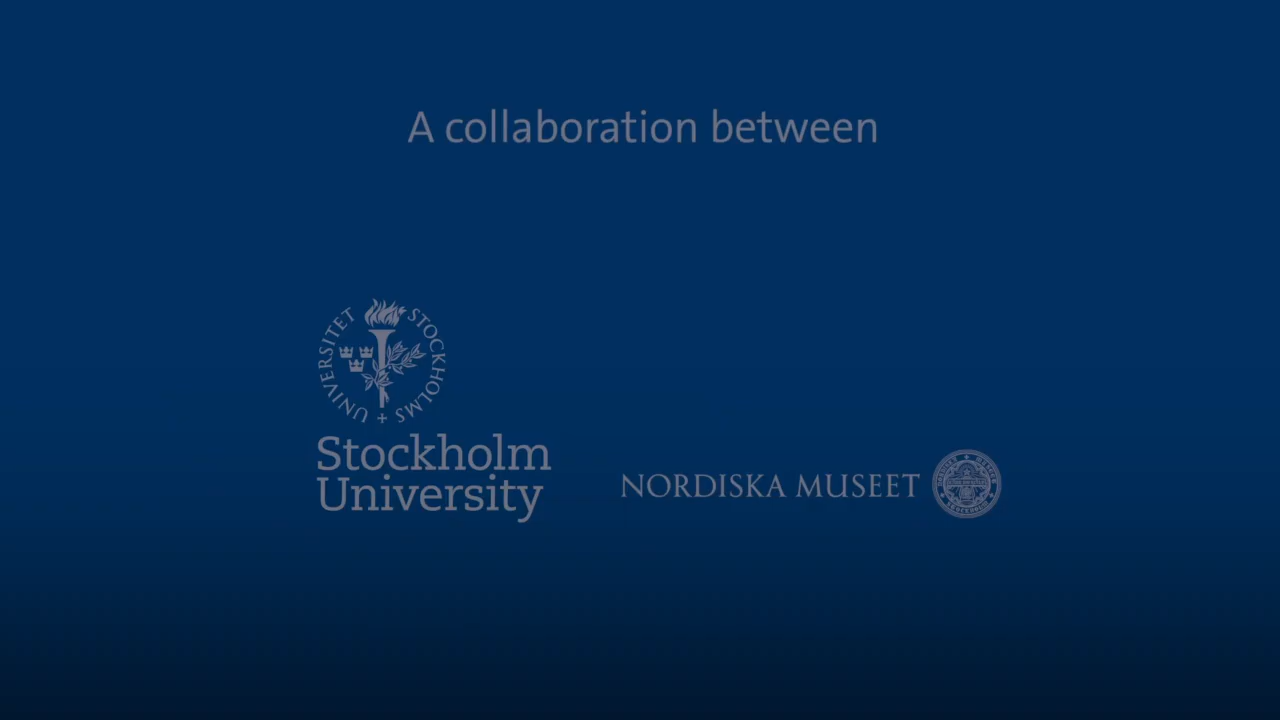 A collaboration between
STOCKHOLMS UNIVERSITET
Stockholm
University
NORDISKA MUSEET